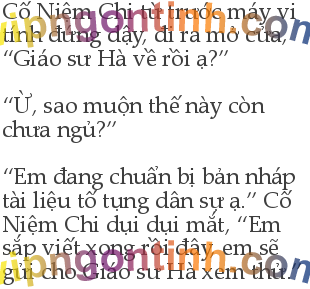 Cố Niệm Chi từ trước máy vi
tính đứng dậy, đi ra mở cửa,
“Giáo sư Hà về rồi ạ?”
“Ừ, sao muộn thế này còn
chưa ngủ?”
“Em đang chuẩn bị bản nháp
tài liệu tố tụng dân sự ạ.” Cố
Niệm Chi dụi dụi mắt, “Em
sắp viết xong rồi đây, em sẽ
gửi cho Giáo sư Hà xem thử.